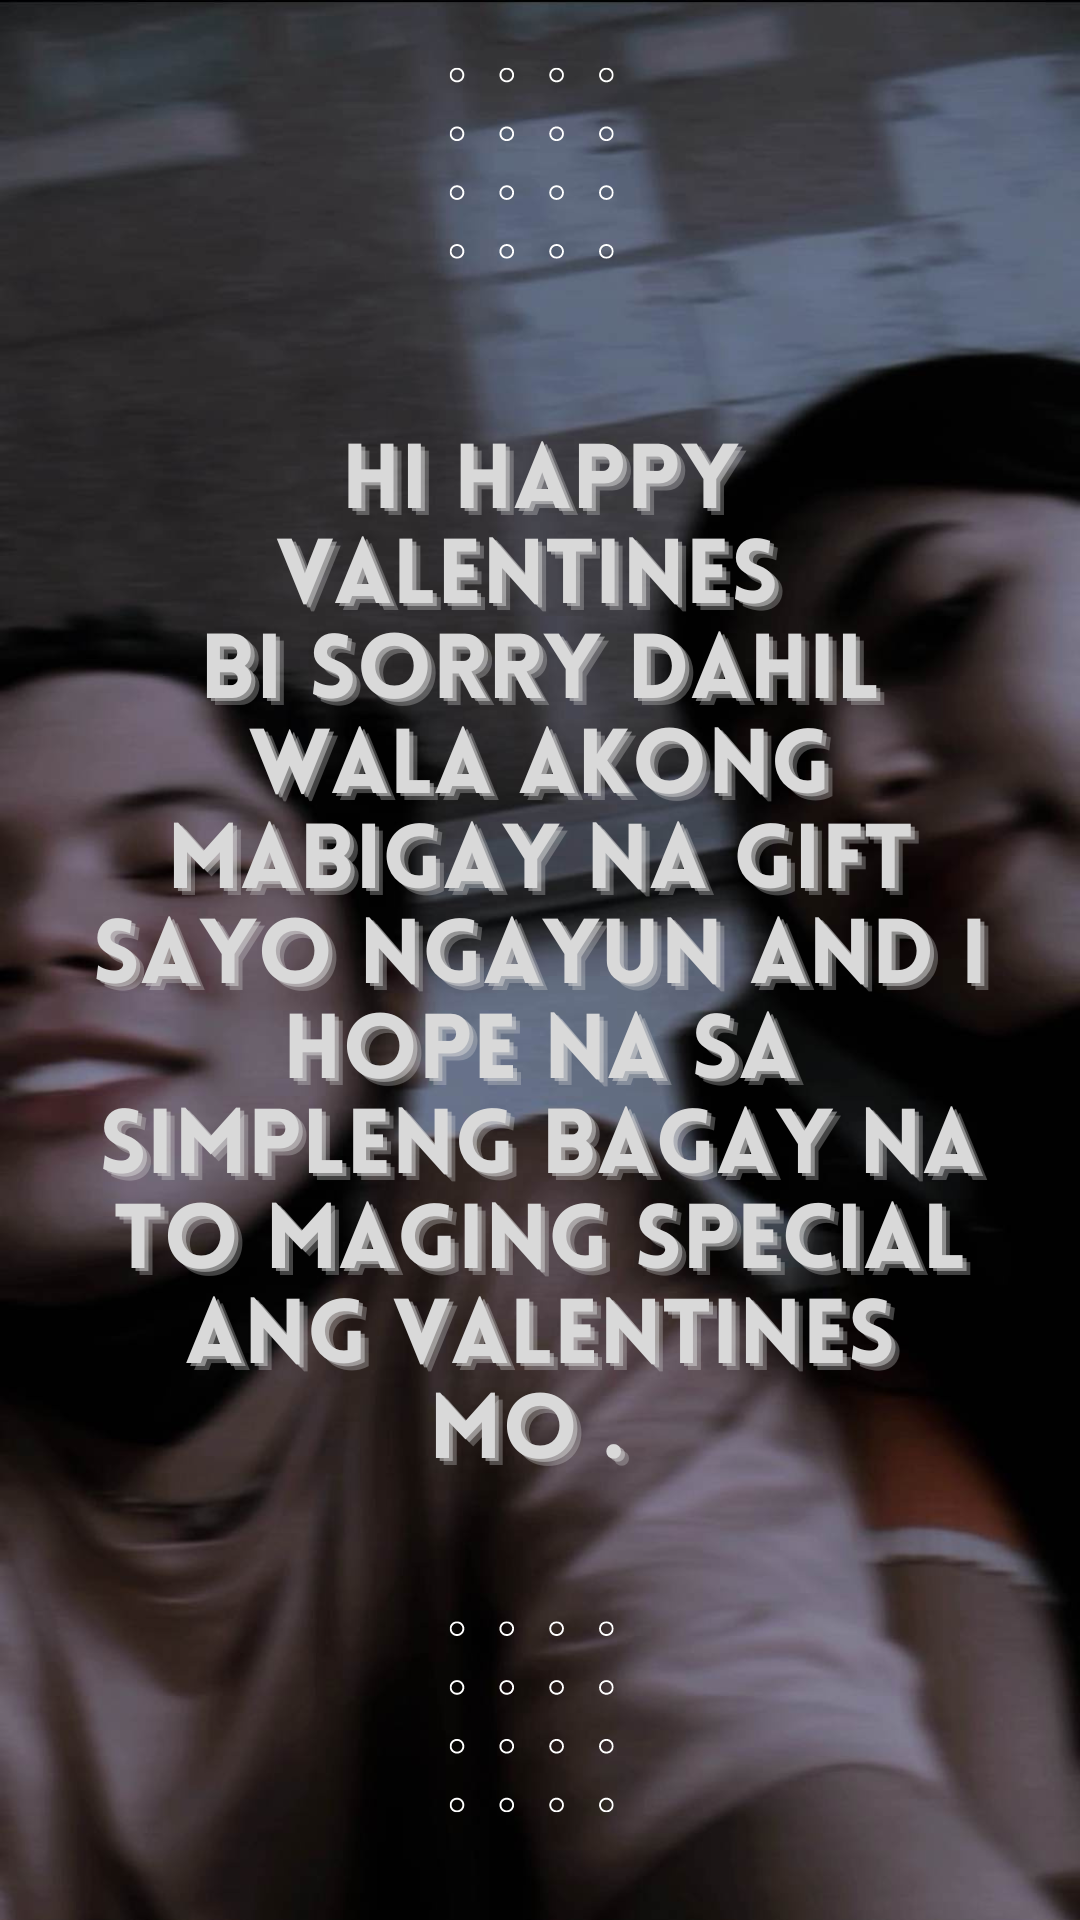 HI HAPPY
VALENTINES
BI SORRY DAHIL
WALA AKONG
MABIGAY NA GIFT
SAYO NGAYUN AND I
HOPE NA SA
SIMPLENG BAGAY NA
TO MAGING SPECIAL
ANG VALENTINES
MO .